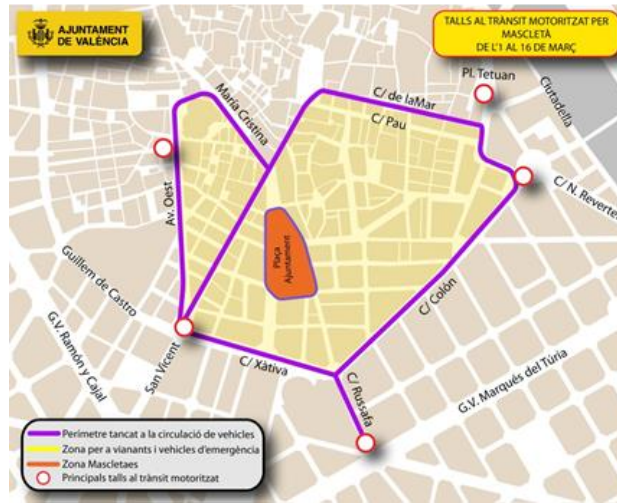 AJUNTAMENT
DE VALÈNCIA
TALLS AL TRÀNSIT MOTORITZAT PER
MASCLETÀ
DE L'1 AL 16 DE MARÇ
Pl. Tetuan
Ciutadella
María Cristina
C/ de laMar
C/ Pau
Av. Oest
C/ N. Reverter
Plaça
Ajuntament
Guillem de Castro
C/ Colón
G.V. Ramón y Cajal
San Vicent
C/ Xàtiva
C/ Russafa
G.V. Marqués del Túria
Perímetre tancat a la circulació de vehicles
Zona per a vianants i vehicles d'emergència
Zona Mascletaes
Principals talls al trànsit motoritzat